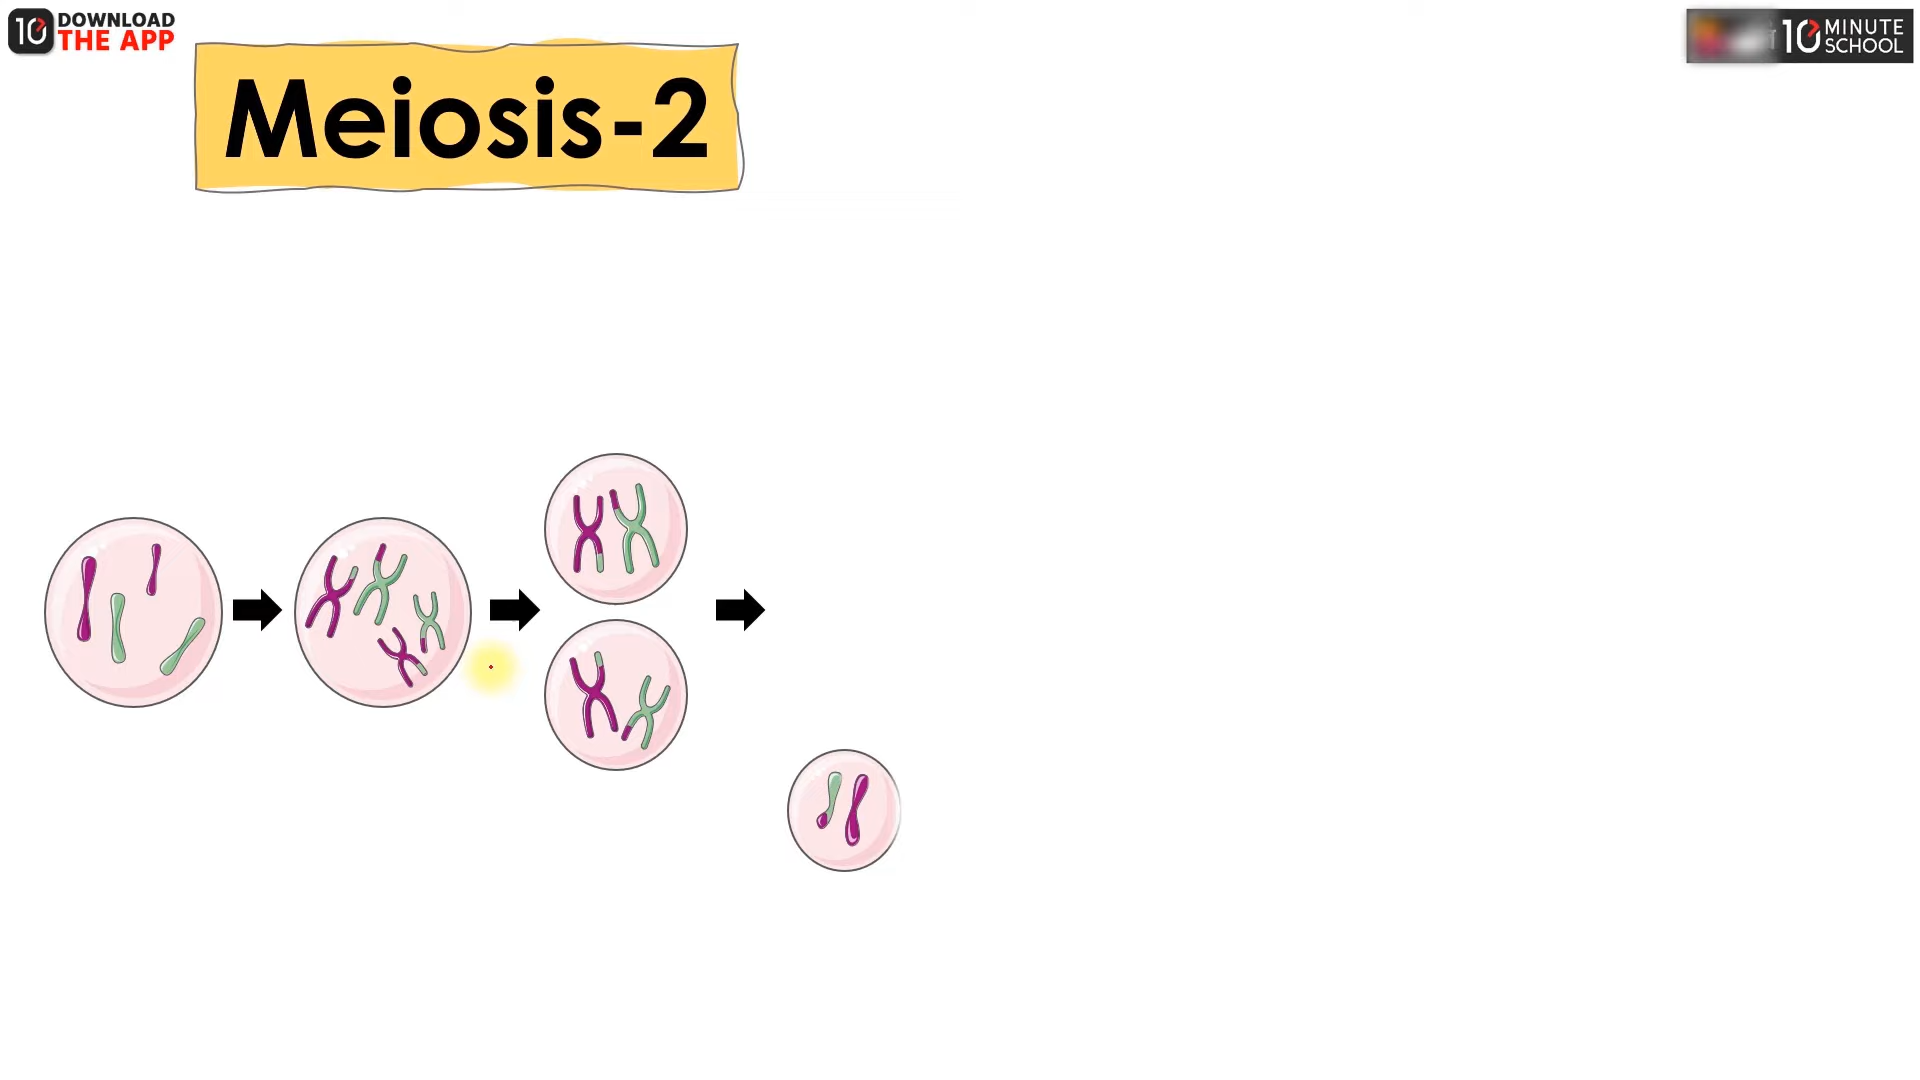 10 DOWNLOAD
THE APP
10 MINUTE
SCHOOL
Meiosis-2